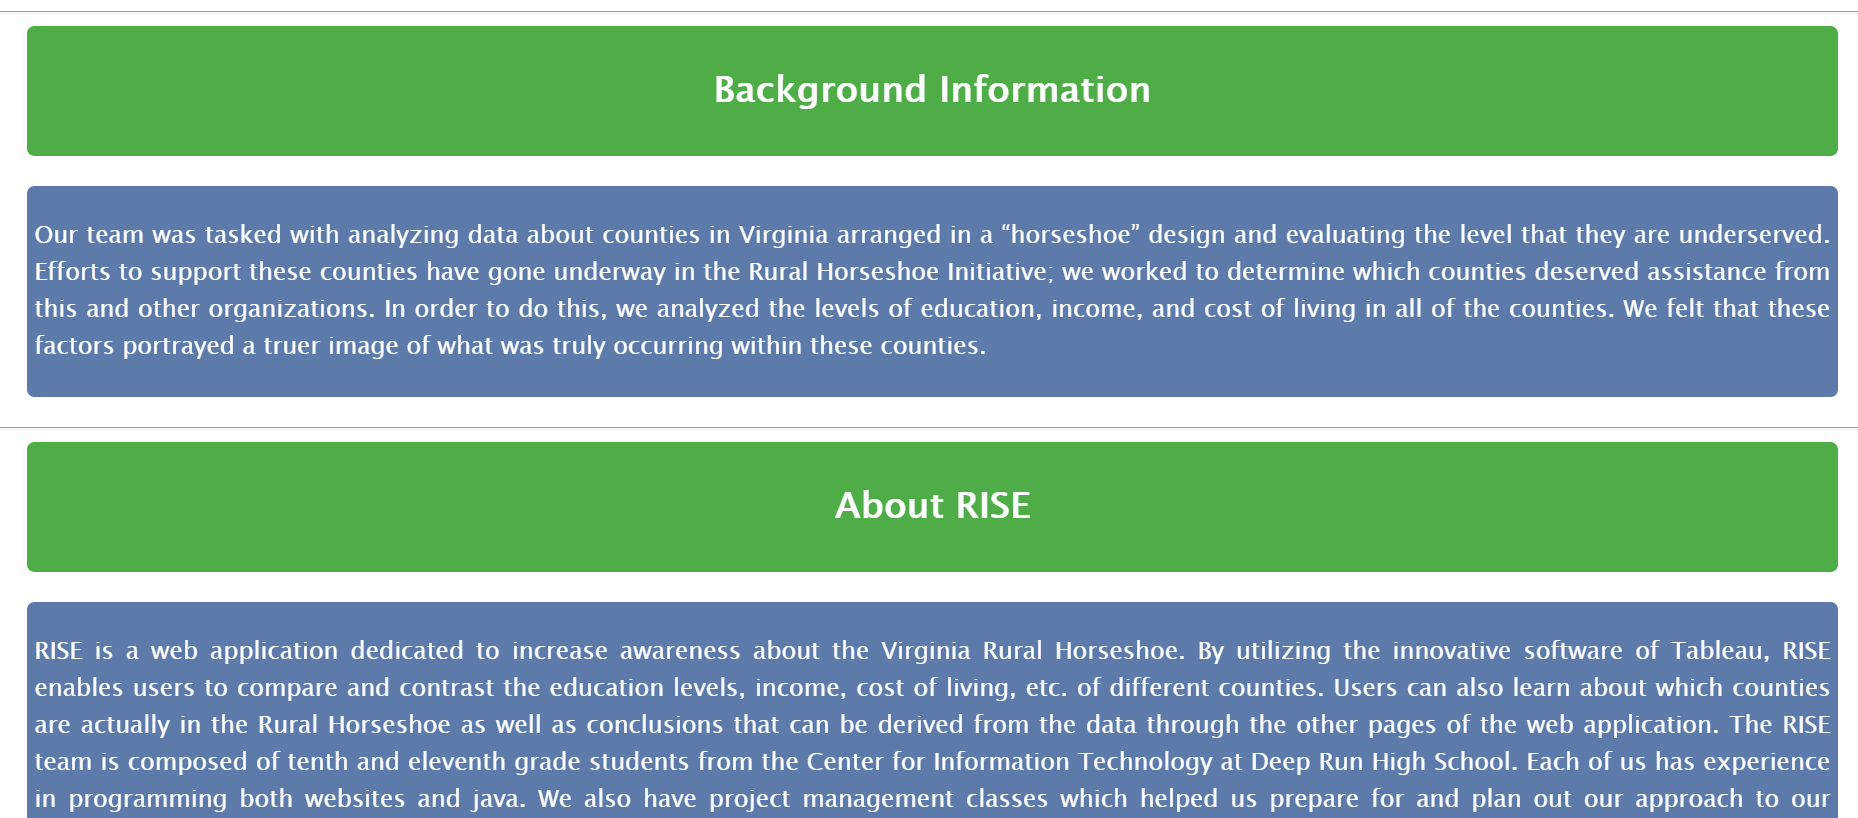 Background Information
Our team was tasked with analyzing data about counties in Virginia arranged in a “horseshoe” design and evaluating the level that they are underserved.
Efforts to support these counties have gone underway in the Rural Horseshoe Initiative; we worked to determine which counties deserved assistance from
this and other organizations. In order to do this, we analyzed the levels of education, income, and cost of living in all of the counties. We felt that these
factors portrayed a truer image of what was truly occurring within these counties.
About RISE
RISE is a web application dedicated to increase awareness about the Virginia Rural Horseshoe. By utilizing the innovative software of Tableau, RISE
enables users to compare and contrast the education levels, income, cost of living, etc. of different counties. Users can also learn about which counties
are actually in the Rural Horseshoe as well as conclusions that can be derived from the data through the other pages of the web application. The RISE
team is composed of tenth and eleventh grade students from the Center for Information Technology at Deep Run High School. Each of us has experience
in programming both websites and java. We also have project management classes which helped us prepare for and plan out our approach to our